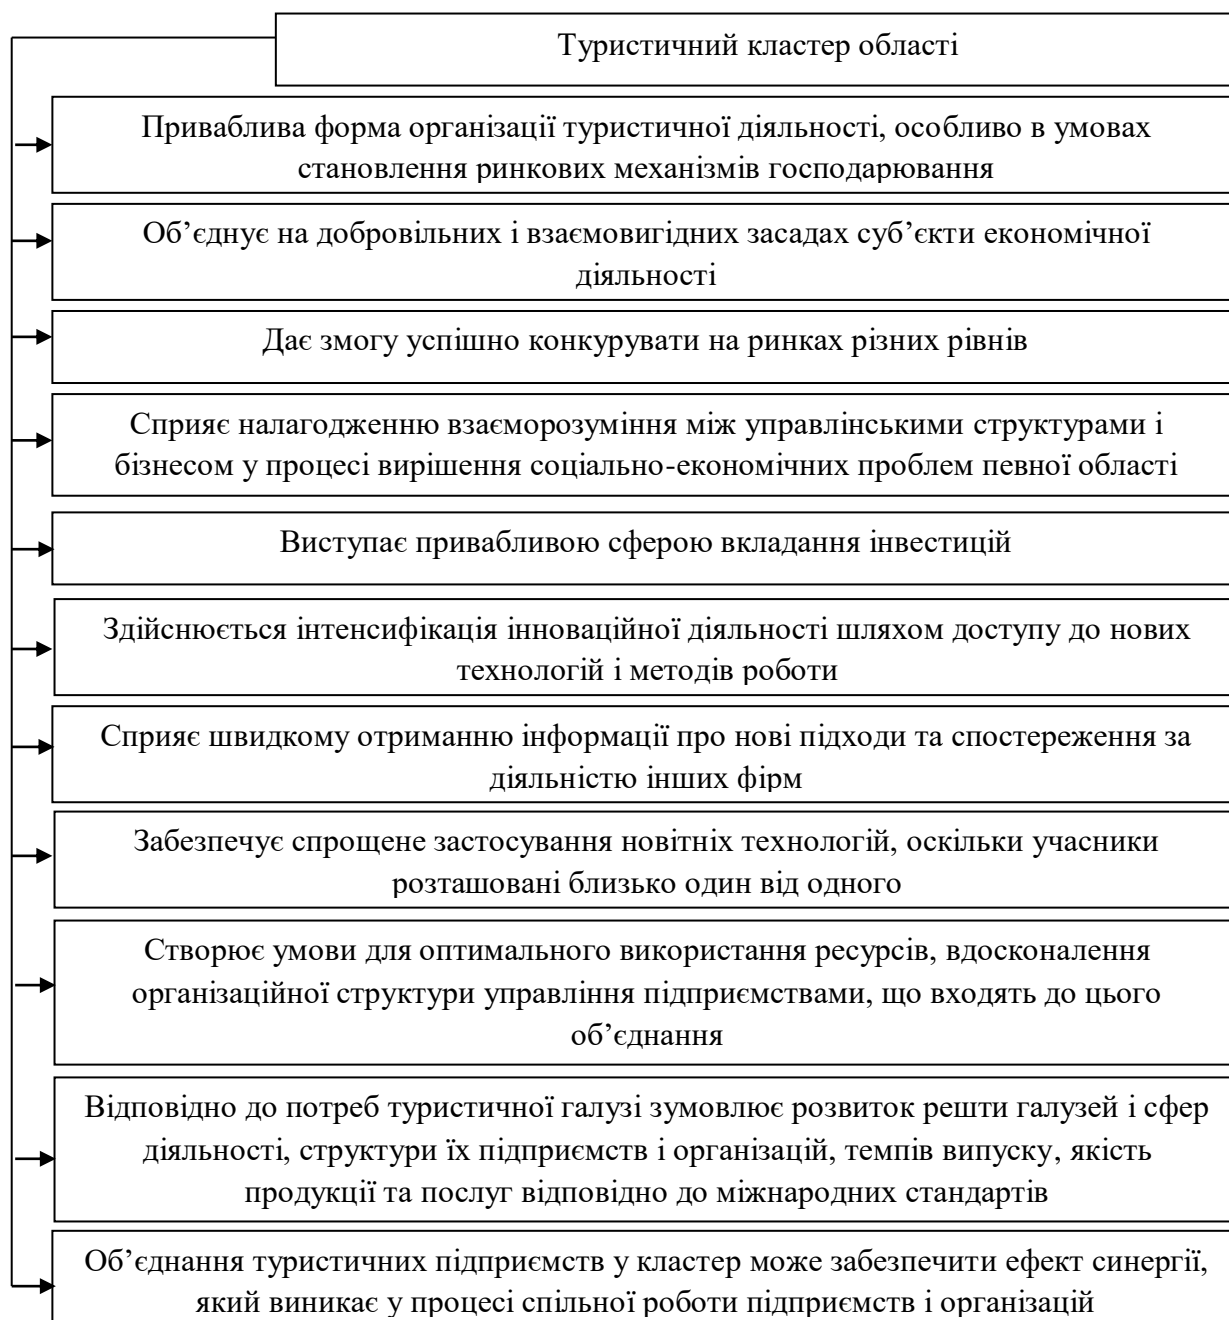 Туристичний кластер області
Приваблива форма організації туристичної діяльності, особливо в умовах
становлення ринкових механізмів господарювання
Об’єднує на добровільних і взаємовигідних засадах суб’єкти економічної
діяльності
Дає змогу успішно конкурувати на ринках різних рівнів
Сприяє налагодженню взаєморозуміння між управлінськими структурами і
бізнесом у процесі вирішення соціально-економічних проблем певної області
Виступає привабливою сферою вкладання інвестицій
Здійснюється інтенсифікація інноваційної діяльності шляхом доступу до нових
технологій і методів роботи
Сприяє швидкому отриманню інформації про нові підходи та спостереження за
діяльністю інших фірм
Забезпечує спрощене застосування новітніх технологій, оскільки учасники
розташовані близько один від одного
Створює умови для оптимального використання ресурсів, вдосконалення
організаційної структури управління підприємствами, що входять до цього
об’єднання
Відповідно до потреб туристичної галузі зумовлює розвиток решти галузей і сфер
діяльності, структури їх підприємств і організацій, темпів випуску, якість
продукції та послуг відповідно до міжнародних стандартів
Об’єднання туристичних підприємств у кластер може забезпечити ефект синергії,
який виникає у процесі спільної роботи підприємств і організацій